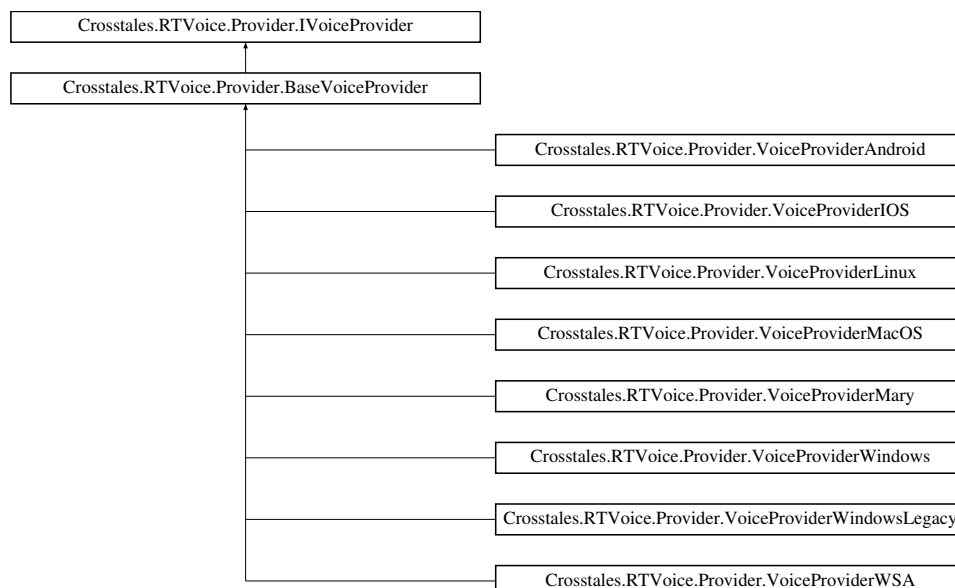 Crosstales.RTVoice.Provider.IVoiceProvider
Crosstales.RTVoice.Provider.BaseVoiceProvider
Crosstales.RTVoice.Provider.VoiceProviderAndroid
Crosstales.RTVoice.Provider.VoiceProviderIOS
Crosstales.RTVoice.Provider.VoiceProviderLinux
Crosstales.RTVoice.Provider.VoiceProviderMacOS
Crosstales.RTVoice.Provider.VoiceProviderMary
Crosstales.RTVoice.Provider.VoiceProviderWindows
Crosstales.RTVoice.Provider.VoiceProviderWindowsLegacy
Crosstales.RTVoice.Provider.VoiceProviderWSA